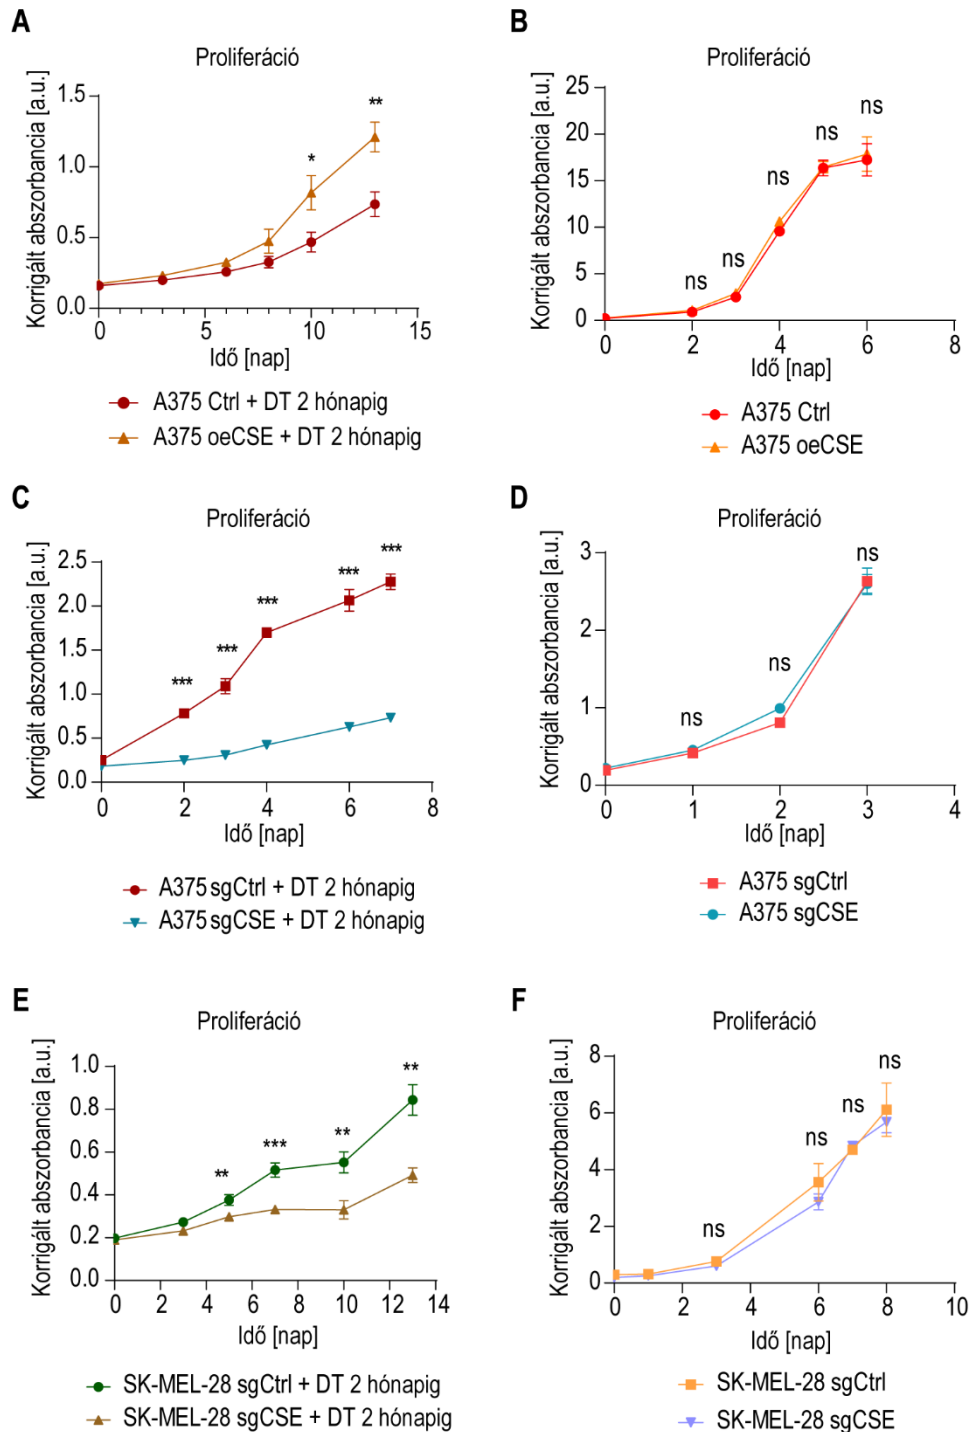 A
Proliferáció
Korrigált abszorbancia [a.u.]
1.5
1.0
0.5
0.0
*
**
0
5
10
15
Idő [nap]
A375 Ctrl + DT 2 hónapig
A375 oeCSE + DT 2 hónapig
B
Proliferáció
Korrigált abszorbancia [a.u.]
25
20
15
10
5
0
ns
ns
ns
ns
ns
0
2
4
6
8
Idő [nap]
A375 Ctrl
A375 oeCSE
C
Proliferáció
Korrigált abszorbancia [a.u.]
2.5
2.0
1.5
1.0
0.5
0.0
***
***
***
***
***
0
2
4
6
8
Idő [nap]
A375 sgCtrl + DT 2 hónapig
A375 sgCSE + DT 2 hónapig
D
Proliferáció
Korrigált abszorbancia [a.u.]
3
2
1
0
ns
ns
ns
0
1
2
3
4
Idő [nap]
A375 sgCtrl
A375 sgCSE
E
Proliferáció
Korrigált abszorbancia [a.u.]
1.0
0.8
0.6
0.4
0.2
0.0
**
***
**
**
0
2
4
6
8
10
12
14
Idő [nap]
SK-MEL-28 sgCtrl + DT 2 hónapig
SK-MEL-28 sgCSE + DT 2 hónapig
F
Proliferáció
Korrigált abszorbancia [a.u.]
8
6
4
2
0
ns
ns
ns
ns
0
2
4
6
8
10
Idő [nap]
SK-MEL-28 sgCtrl
SK-MEL-28 sgCSE